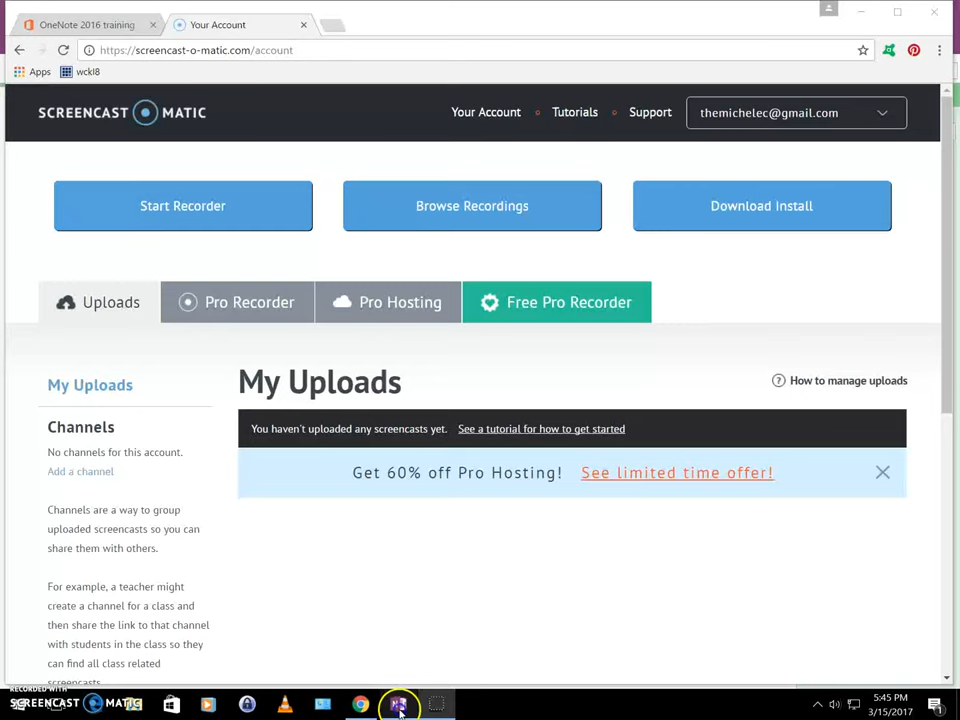 OneNote 2016 training
Your Account
https://screencast-o-matic.com/account
Apps
wckl8
SCREENCAST MATIC
Your Account
Tutorials
Support
themichelec@gmail.com
Start Recorder
Browse Recordings
Download Install
Uploads
Pro Recorder
Pro Hosting
Free Pro Recorder
My Uploads
My Uploads
? How to manage uploads
Channels
You haven't uploaded any screencasts yet. See a tutorial for how to get started
No channels for this account.
Add a channel
Get 60% off Pro Hosting! See limited time offer!
Channels are a way to group
uploaded screencasts so you can
share them with others.
For example, a teacher might
create a channel for a class and
then share the link to that channel
with students in the class so they
can find all class related
screencasts.
RECORDED WITH
SCREENCAST MATIC
5:45 PM
3/15/2017